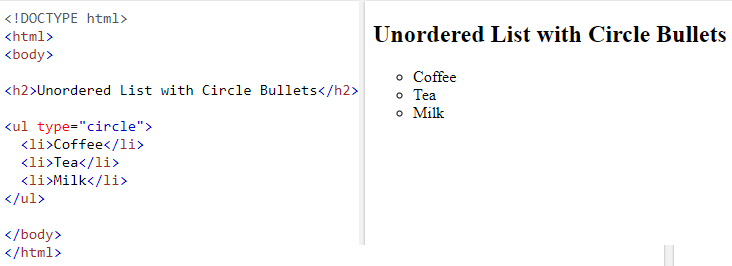 <!DOCTYPE html>
<html>
<body>
<h2>Unordered List with Circle Bullets</h2>
<ul type="circle">
  <li>Coffee</li>
  <li>Tea</li>
  <li>Milk</li>
</ul>
</body>
</html>
Unordered List with Circle Bullets
Coffee
Tea
Milk